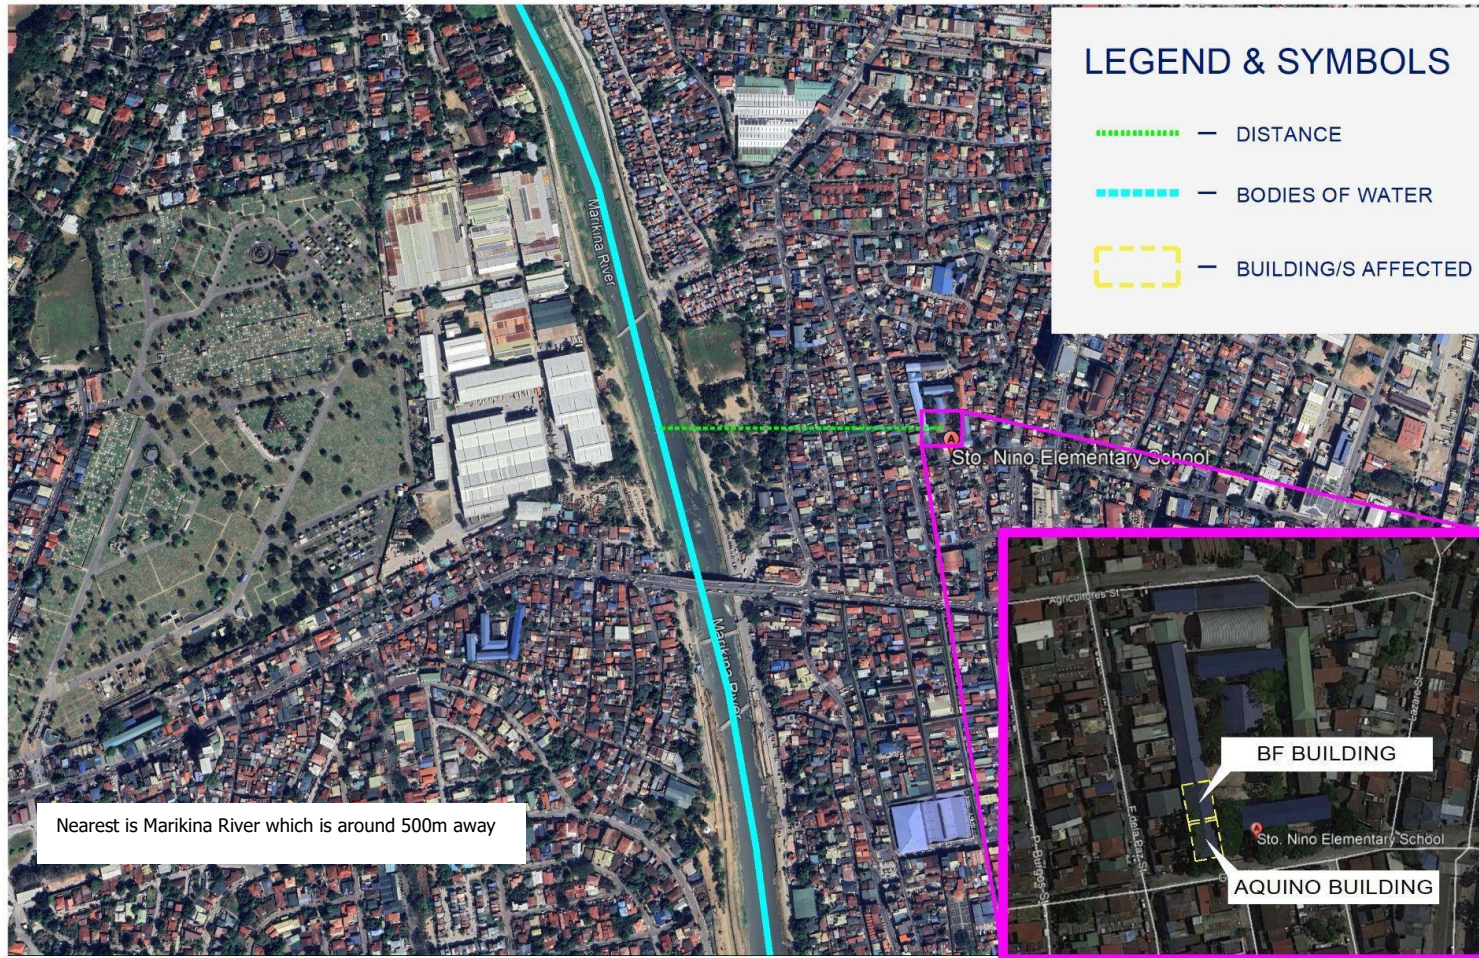 LEGEND & SYMBOLS
— DISTANCE
— BODIES OF WATER
— BUILDING/S AFFECTED
Marikina River
Sto. Nino Elementary School
Marikina River
Agricultores St
Lazaro St
BF BUILDING
E. dela Paz St
P. Burgos St
Sto. Nino Elementary School
AQUINO BUILDING
Nearest is Marikina River which is around 500m away